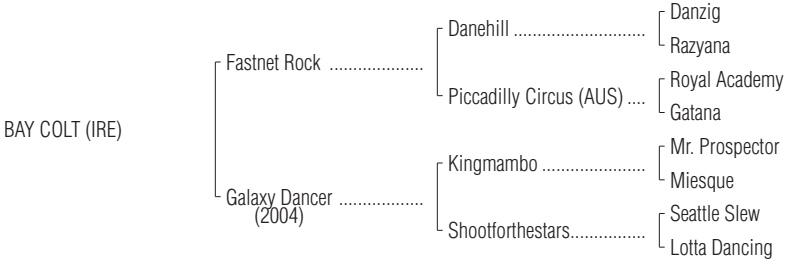 Danzig
Danehill ............................
Razyana
Fastnet Rock ....................
Royal Academy
Piccadilly Circus (AUS) ....
Gatana
BAY COLT (IRE)
Mr. Prospector
Kingmambo ......................
Miesque
Galaxy Dancer ..................
(2004)
Seattle Slew
Shootforthestars................
Lotta Dancing